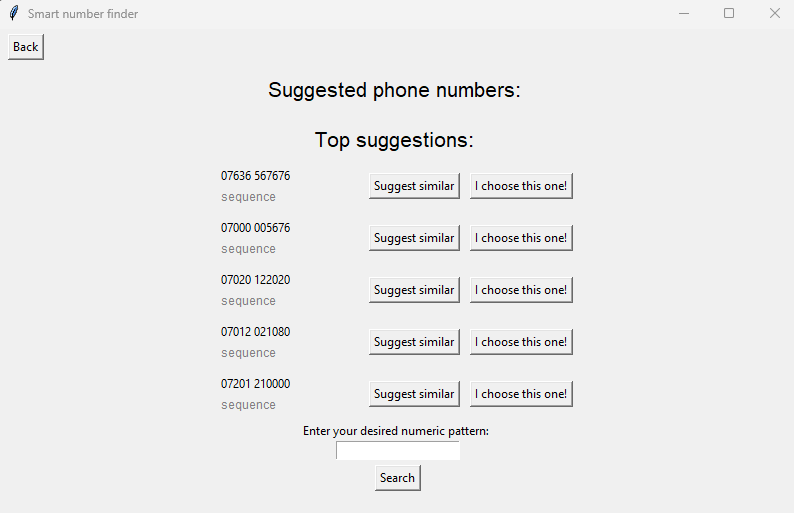 Smart number finder
Back
Suggested phone numbers:
Top suggestions:
07636 567676 Suggest similar I choose this one!
sequence
07000 005676 Suggest similar I choose this one!
sequence
07020 122020 Suggest similar I choose this one!
sequence
07012 021080 Suggest similar I choose this one!
sequence
07201 210000 Suggest similar I choose this one!
sequence
Enter your desired numeric pattern:
Search